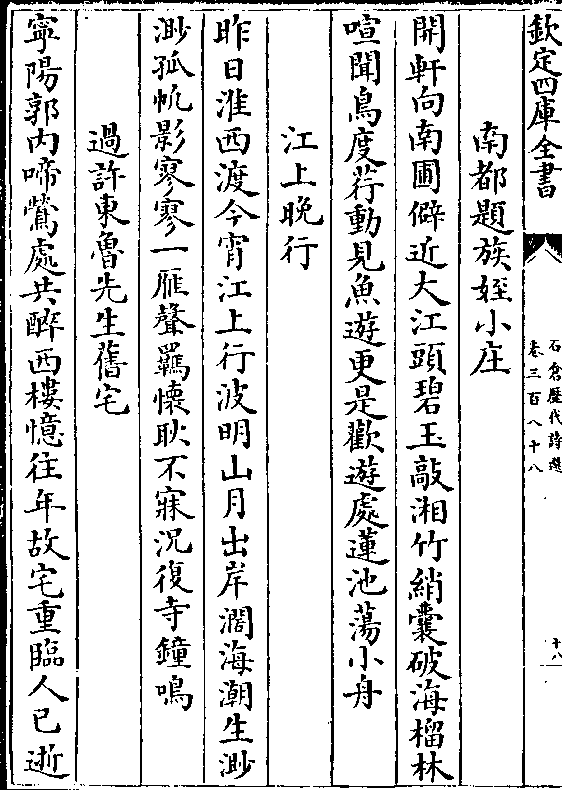 欽定四庫全書
石倉歷代詩選
卷三百八十八
十八
南都題族姪小庄
開軒向南圃僻近大江頭碧玉敲湘竹綃囊破海榴林
喧聞鳥度荇動見魚遊更是歡遊處蓮池蕩小舟
江上晚行
昨日淮西渡今宵江上行波明山月出岸濶海潮生渺
渺孤帆影寥寥一雁聲羈懷耿不寐況復寺鐘鳴
過許東魯先生舊宅
寧陽郭內啼鶯處共醉西樓憶往年故宅重臨人已逝